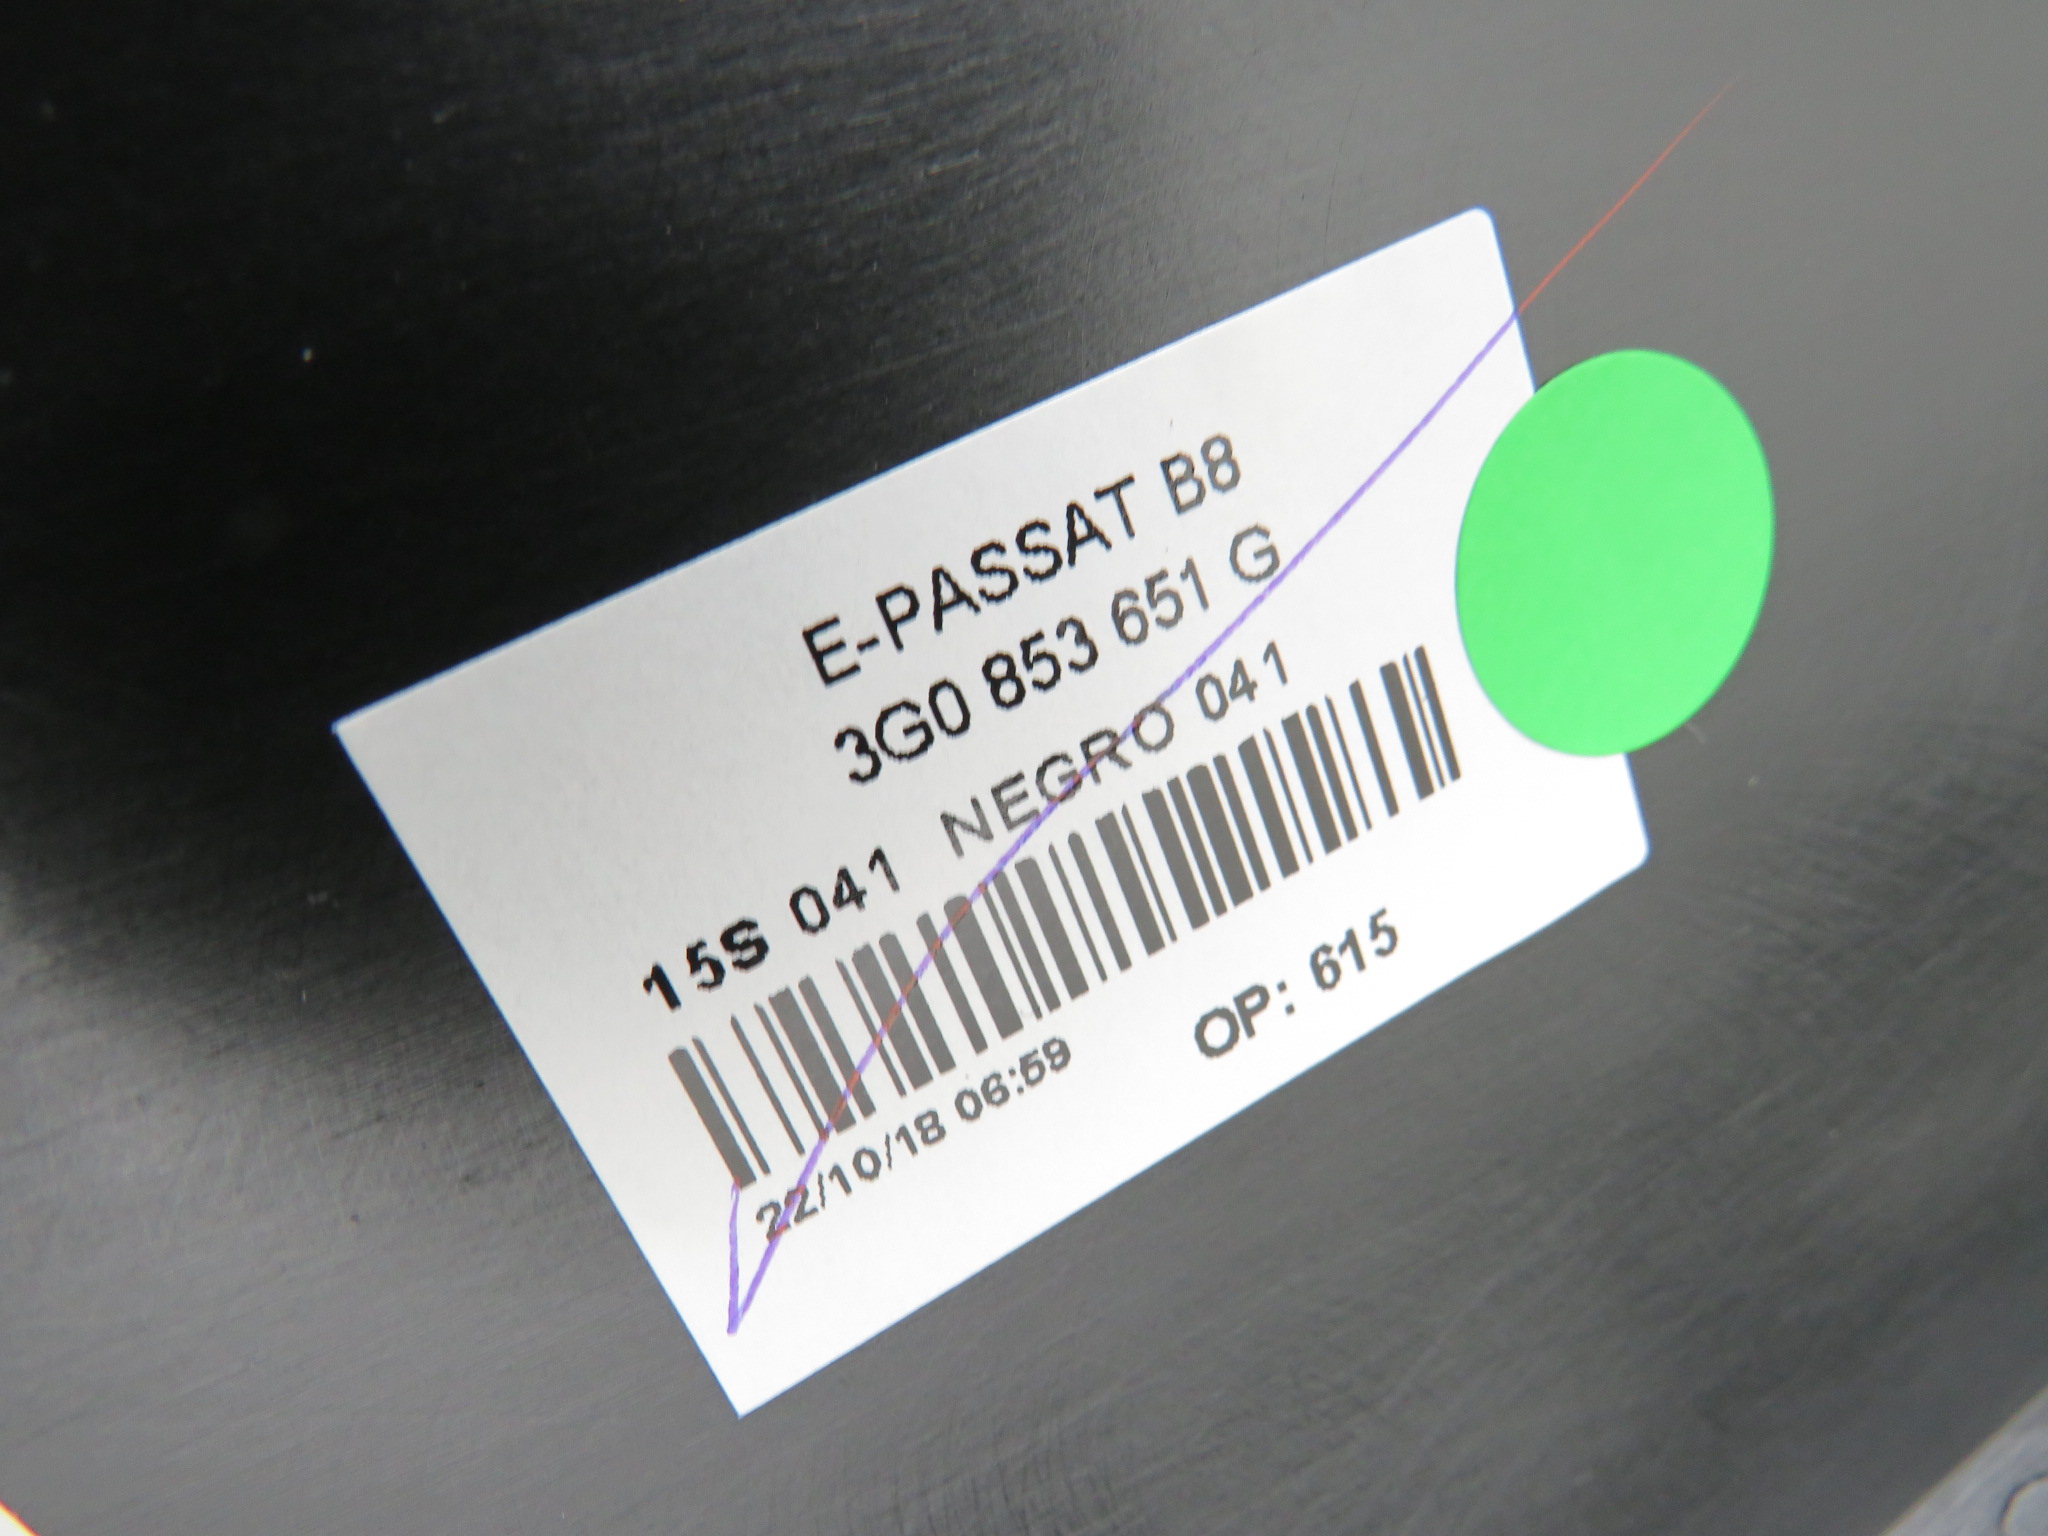 E-PASSAT B8
3G0 853 651 G
15S 041 NEGRO 041
22/10/18 06:59 OP: 615